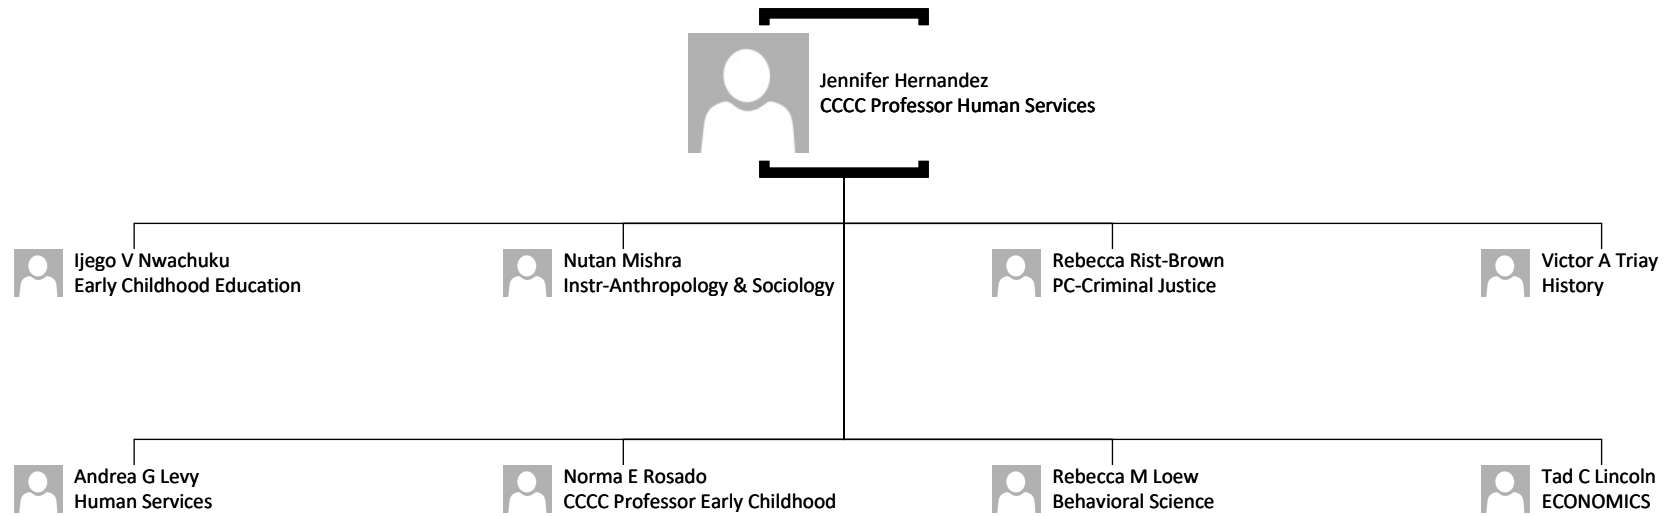 Jennifer Hernandez
CCCC Professor Human Services
Ijego V Nwachuku
Early Childhood Education
Nutan Mishra
Instr-Anthropology & Sociology
Rebecca Rist-Brown
PC-Criminal Justice
Victor A Triay
History
Andrea G Levy
Human Services
Norma E Rosado
CCCC Professor Early Childhood
Rebecca M Loew
Behavioral Science
Tad C Lincoln
ECONOMICS